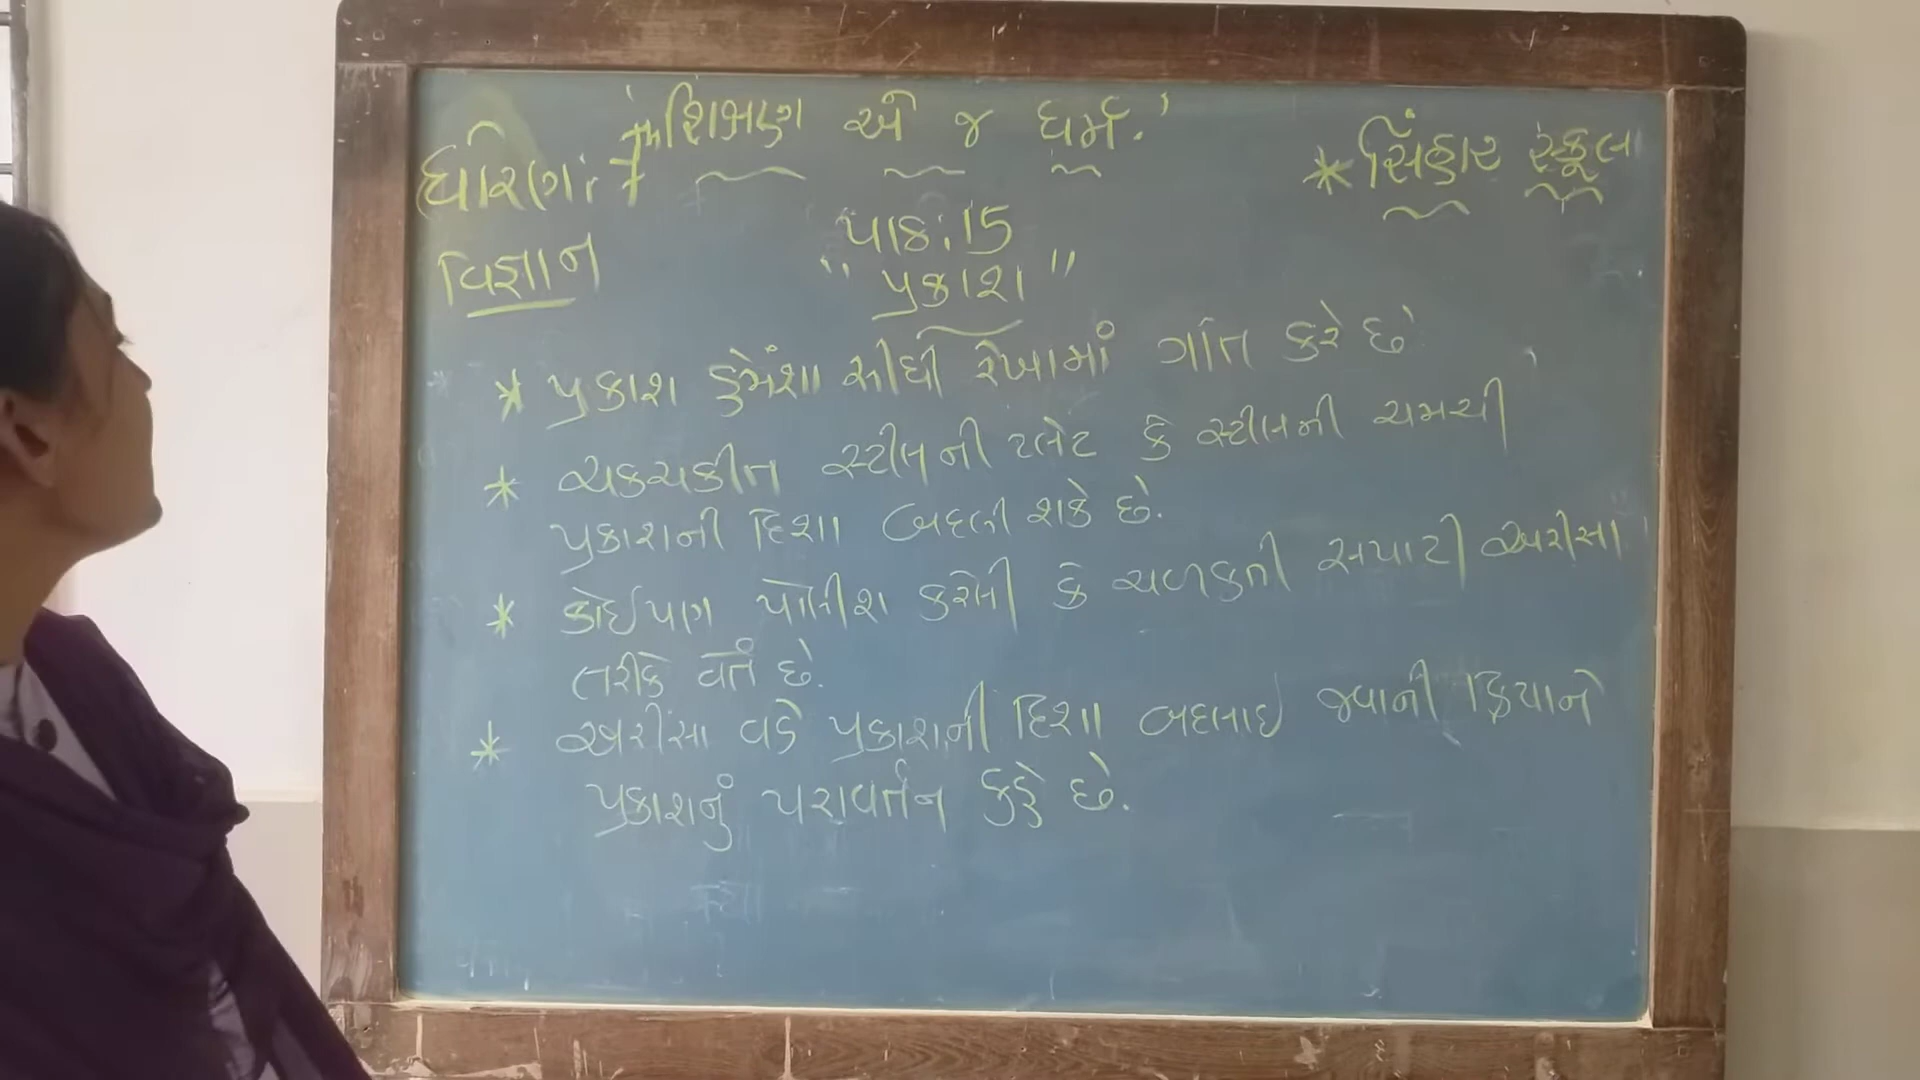 "શિક્ષણ એ જ ધર્મ."
ધોરણ: 7
* સિંહાર સ્કૂલ
વિજ્ઞાન
પાઠ: 15
"પ્રકાશ"
* પ્રકાશ હંમેશા સીધી રેખામાં ગતિ કરે છે
* ચકચકીત સ્ટીલની પ્લેટ કે સ્ટીલની ચમચી
પ્રકાશની દિશા બદલી શકે છે.
* કોઈપણ પોલીશ કરેલી કે ચળકતી સપાટી અરીસા
તરીકે વર્તે છે.
* અરીસા વડે પ્રકાશની દિશા બદલાઇ જવાની ક્રિયાને
પ્રકાશનું પરાવર્તન કહે છે.